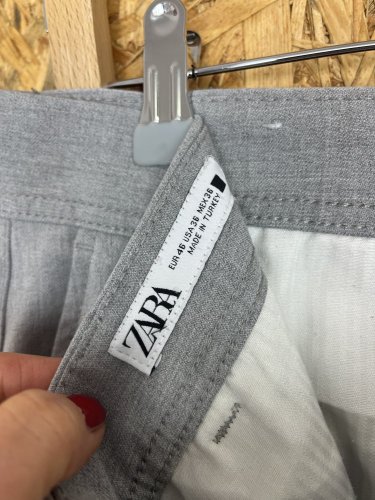 ZARA
EUR 46 USA 36 MEX 36
MADE IN TURKEY